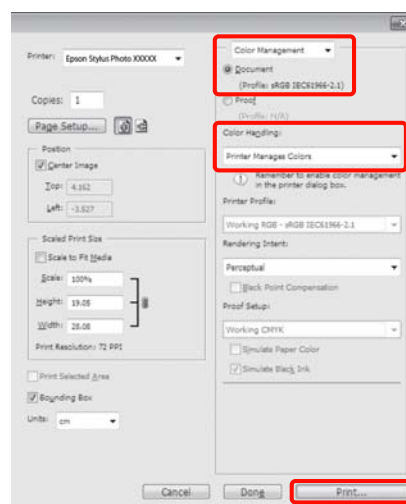 Printer: Epson Stylus Photo XXXXX
Copies: 1
Page Setup...
Position
Center Image
Top: 4.162
Left: -3.527
Scaled Print Size
Scale to Fit Media
Scale: 100%
Height: 19.05
Width: 28.08
Print Resolution: 72 PPI
Print Selected Area
Bounding Box
Units: cm
Color Management
Document
(Profile: sRGB IEC61966-2.1)
Proof
(Profile: N/A)
Color Handling:
Printer Manages Colors
Remember to enable color management
in the printer dialog box.
Printer Profile:
Working RGB - sRGB IEC61966-2.1
Rendering Intent:
Perceptual
Black Point Compensation
Proof Setup:
Working CMYK
Simulate Paper Color
Simulate Black Ink
Cancel
Done
Print...